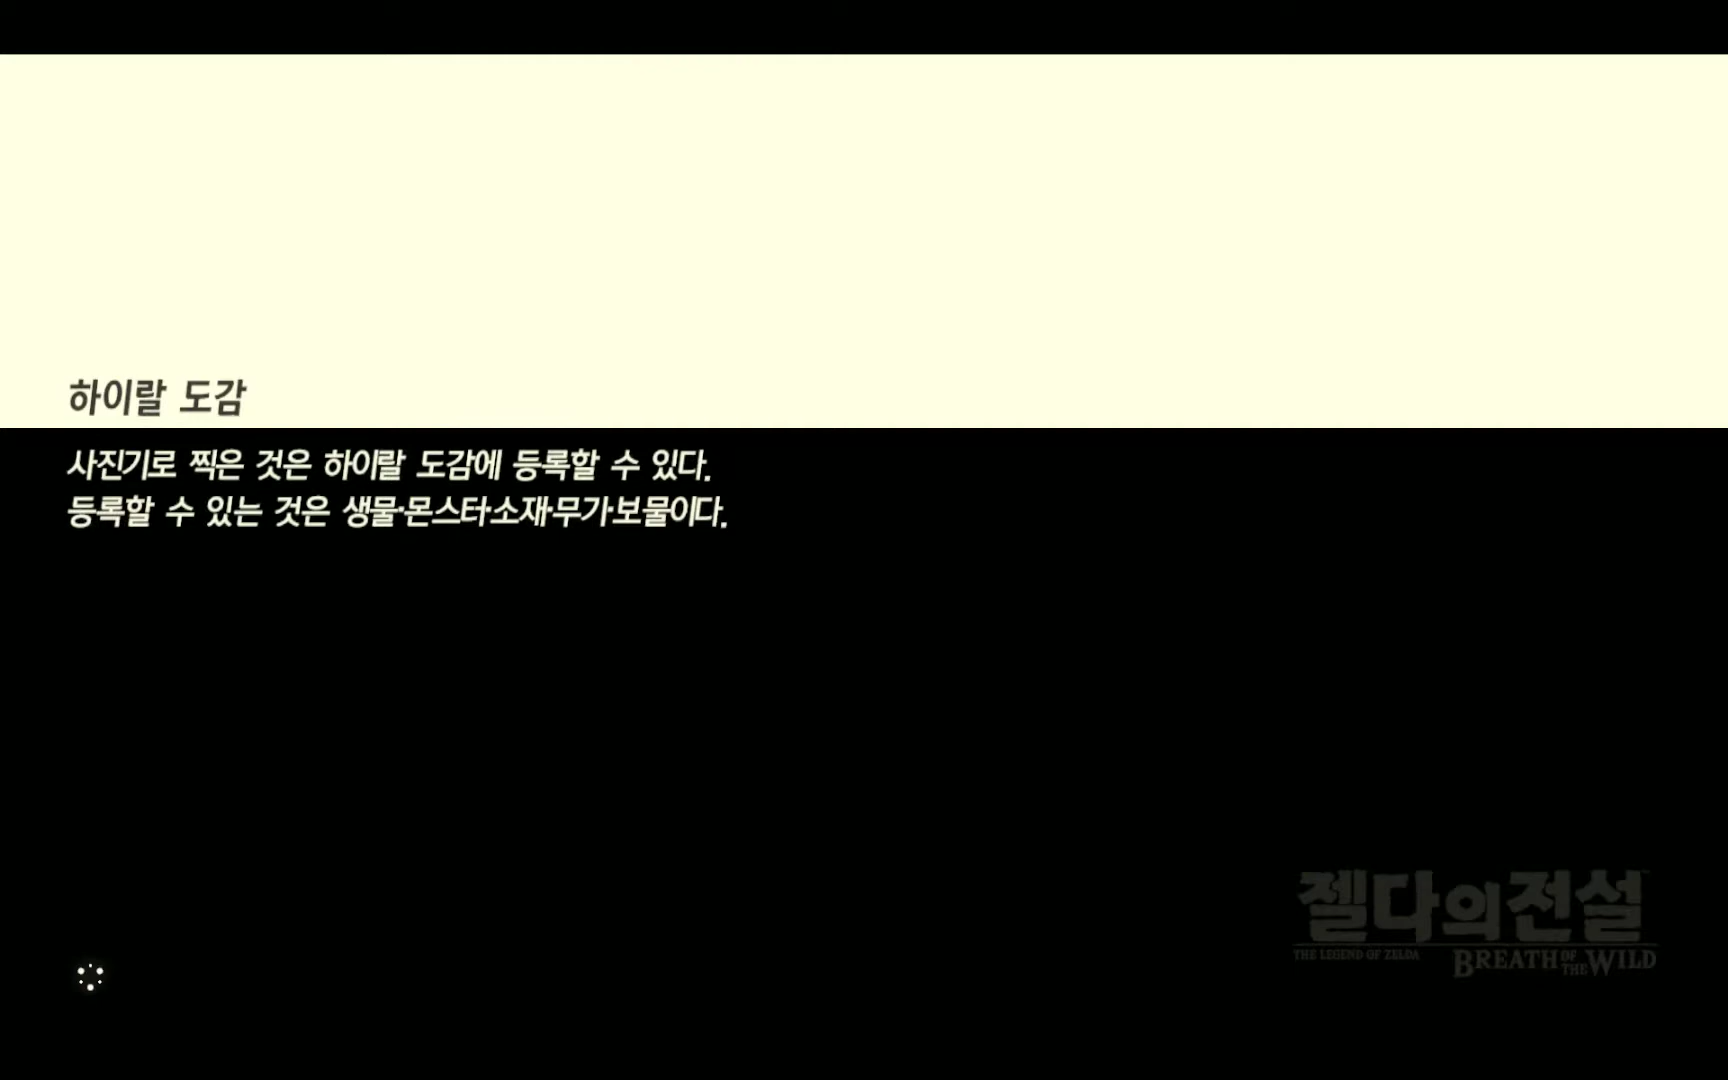 하이랄 도감
사진기로 찍은 것은 하이랄 도감에 등록할 수 있다.
등록할 수 있는 것은 생물·몬스터·소재·무기·보물이다.
젤다의전설
THE LEGEND OF ZELDA
BREATH OF THE WILD